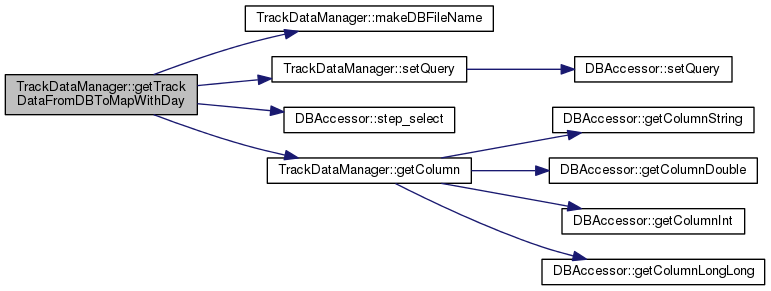 TrackDataManager::makeDBFileName
TrackDataManager::getTrack
DataFromDBToMapWithDay
TrackDataManager::setQuery
DBAccessor::setQuery
DBAccessor::step_select
TrackDataManager::getColumn
DBAccessor::getColumnString
DBAccessor::getColumnDouble
DBAccessor::getColumnInt
DBAccessor::getColumnLongLong